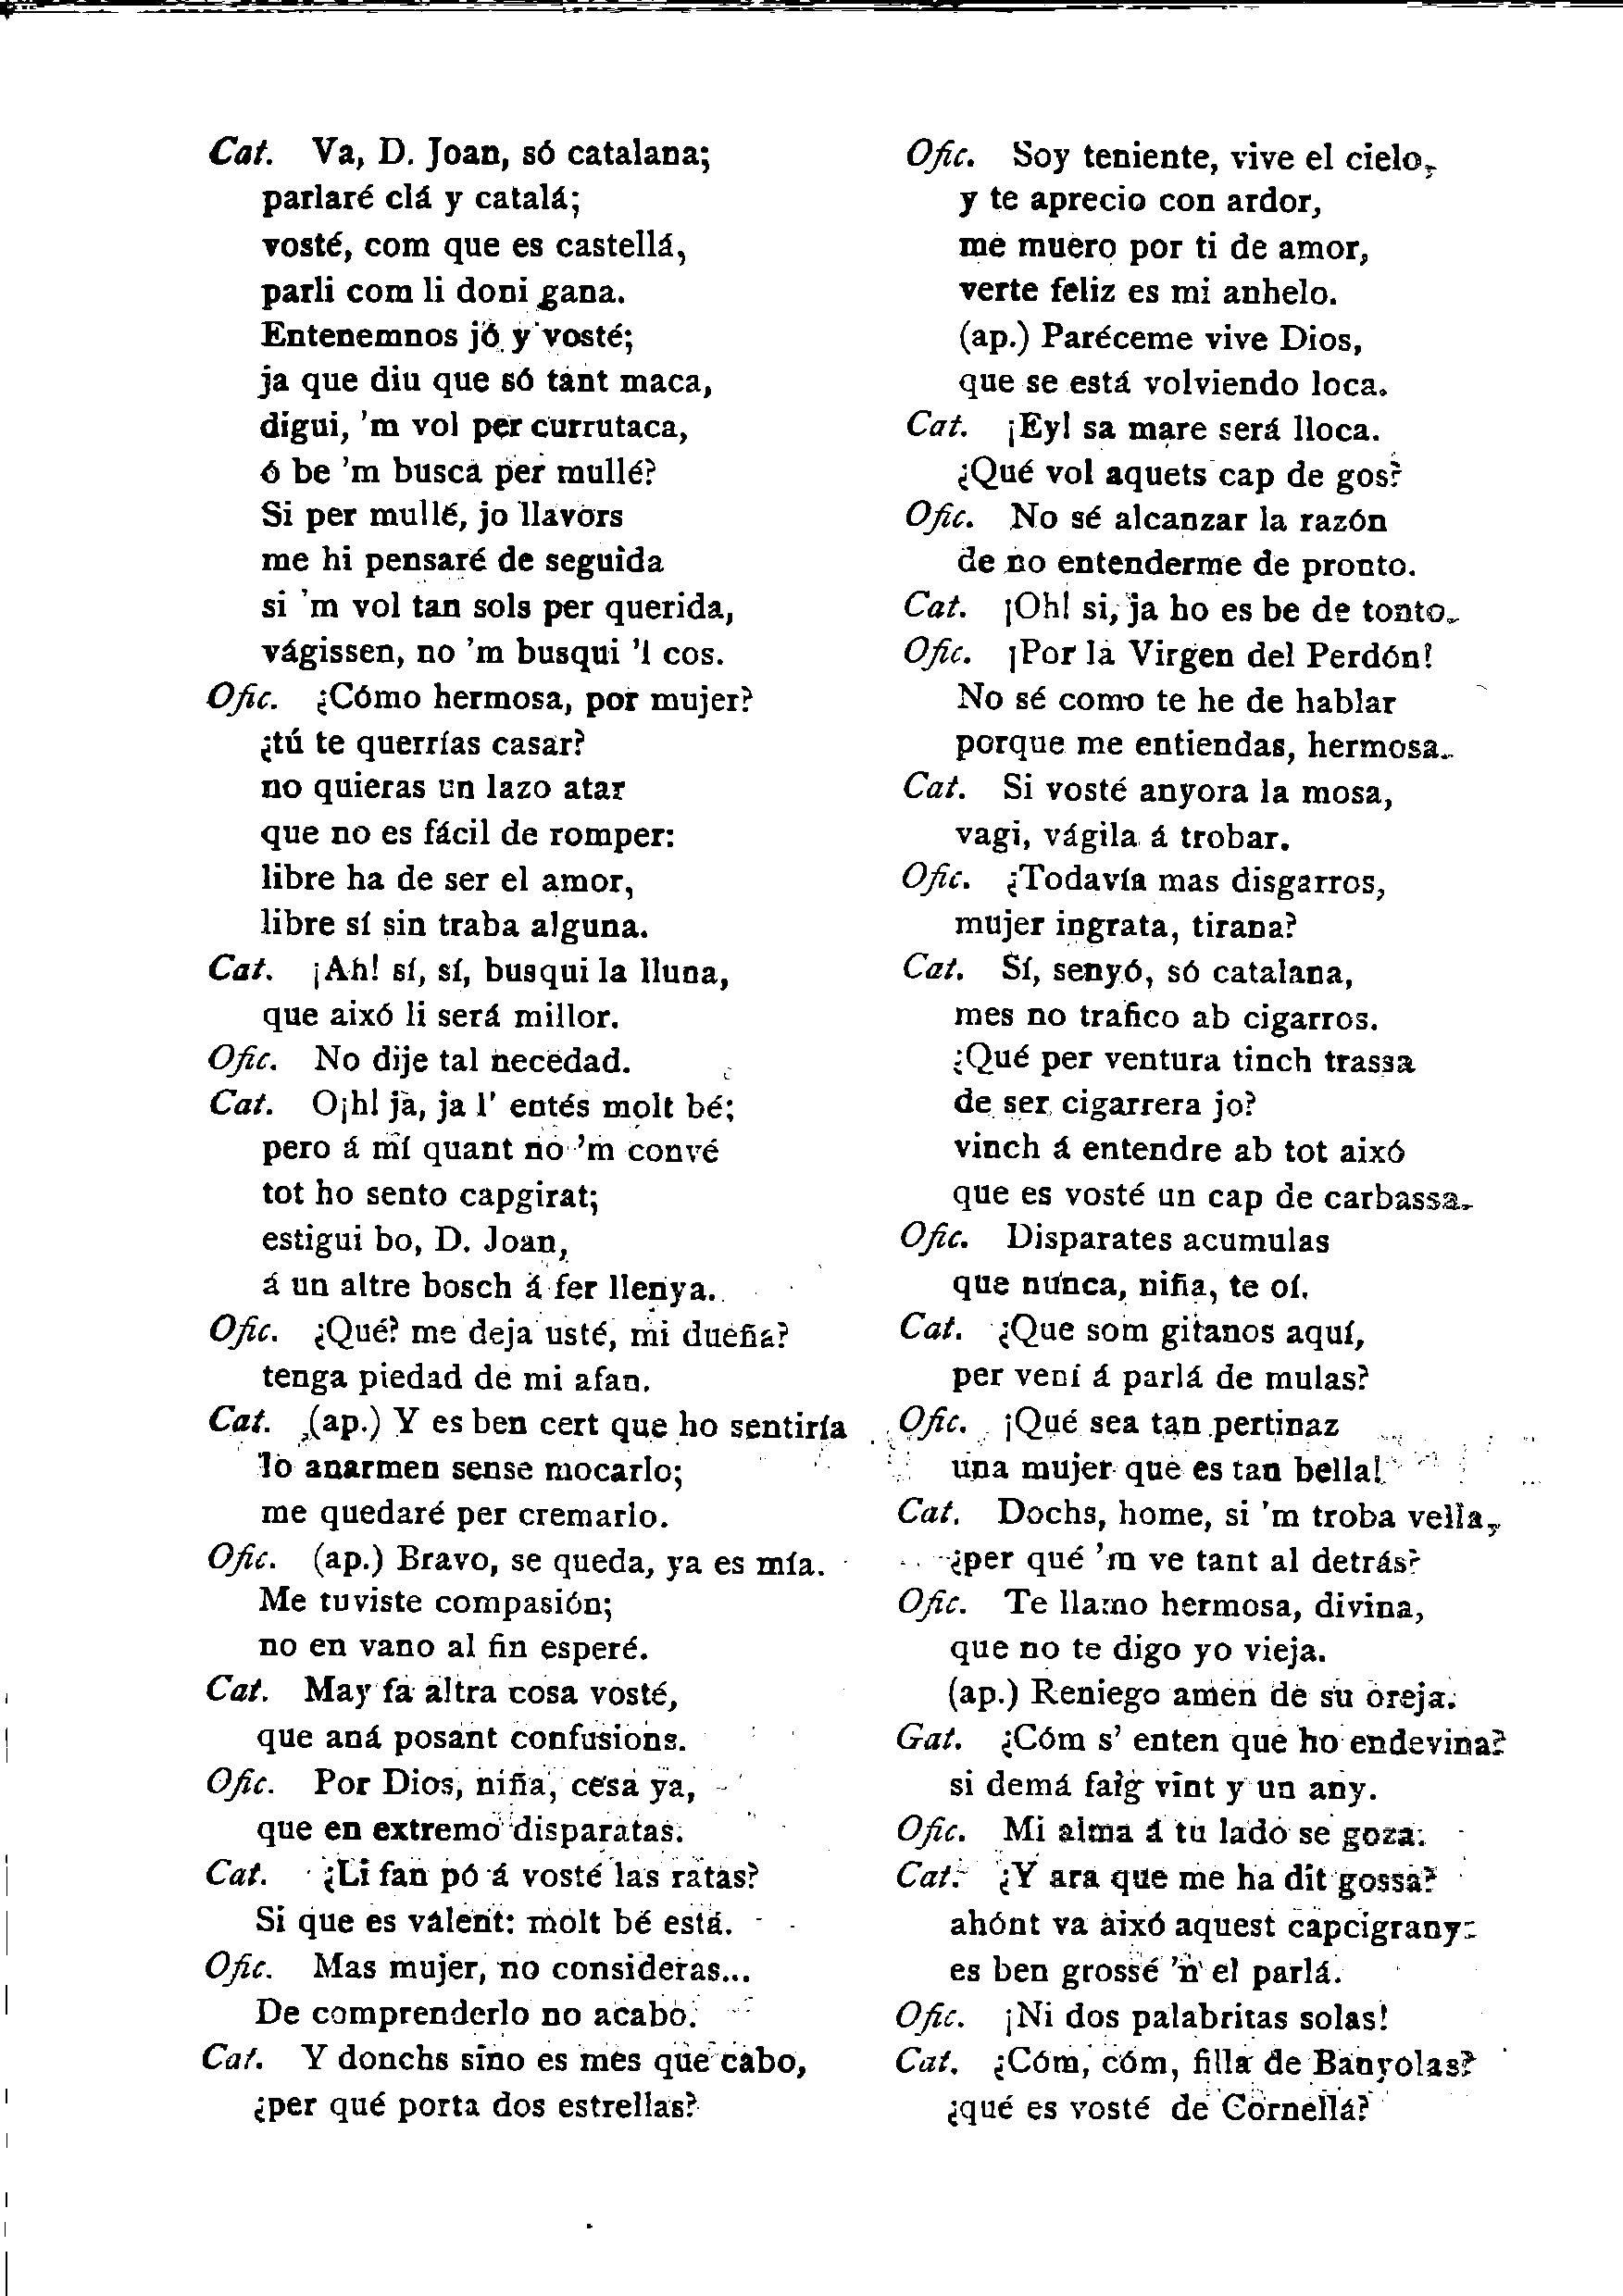 Cat. Va, D. Joan, só catalana;
parlaré clá y catalá;
vosté, com que es castellá,
parli com li doni gana.
Entenemnos jó y vosté;
ja que diu que só tant maca,
digui, 'm vol per currutaca,
ó be 'm busca per mullé?
Si per mullé, jo llavors
me hi pensaré de seguida
si 'm vol tan sols per querida,
vágissen, no 'm busqui 'l cos.
Ofic. ¿Cómo hermosa, por mujer?
¿tú te querrías casar?
no quieras un lazo atar
que no es fácil de romper:
libre ha de ser el amor,
libre sí sin traba alguna.
Cat. ¡Ah! sí, sí, busqui la lluna,
que aixó li será millor.
Ofic. No dije tal necedad.
Cat. O¡h! ja, ja l' entés molt bé;
pero á mí quant no 'm convé
tot ho sento capgirat;
estigui bo, D. Joan,
á un altre bosch á fer llenya.
Ofic. ¿Qué? me deja usté, mi dueña?
tenga piedad de mi afan.
Cat. (ap.) Y es ben cert que ho sentiría
lo anarmen sense mocarlo;
me quedaré per cremarlo.
Ofic. (ap.) Bravo, se queda, ya es mía.
Me tuviste compasión;
no en vano al fin esperé.
Cat. May fa altra cosa vosté,
que aná posant confusions.
Ofic. Por Dios, niña, cesa ya,
que en extremo disparatas.
Cat. ¿Li fan pó á vosté las ratas?
Si que es valent: molt bé está.
Ofic. Mas mujer, no consideras...
De comprenderlo no acabo.
Cat. Y donchs sino es mes que cabo,
¿per qué porta dos estrellas?
Ofic. Soy teniente, vive el cielo,
y te aprecio con ardor,
me muero por ti de amor,
verte feliz es mi anhelo.
(ap.) Paréceme vive Dios,
que se está volviendo loca.
Cat. ¡Ey! sa mare será lloca.
¿Qué vol aquets cap de gos?
Ofic. No sé alcanzar la razón
de no entenderme de pronto.
Cat. ¡Oh! si, ja ho es be de tonto.
Ofic. ¡Por la Virgen del Perdón!
No sé como te he de hablar
porque me entiendas, hermosa.
Cat. Si vosté anyora la mosa,
vagi, vágila á trobar.
Ofic. ¿Todavía mas disgarros,
mujer ingrata, tirana?
Cat. Sí, senyó, só catalana,
mes no trafico ab cigarros.
¿Qué per ventura tinch trassa
de ser cigarrera jo?
vinch á entendre ab tot aixó
que es vosté un cap de carbassa.
Ofic. Disparates acumulas
que nunca, niña, te oí.
Cat. ¿Que som gitanos aquí,
per vení á parlá de mulas?
Ofic. ¡Qué sea tan pertinaz
una mujer que es tan bella!
Cat. Dochs, home, si 'm troba vella,
¿per qué 'm ve tant al detrás?
Ofic. Te llamo hermosa, divina,
que no te digo yo vieja.
(ap.) Reniego amen de su oreja.
Gat. ¿Cóm s' enten que ho endevina?
si demá faig vint y un any.
Ofic. Mi alma á tu lado se goza.
Cat. ¿Y ara que me ha dit gossa?
ahónt va aixó aquest capcigrany:
es ben grossé 'n el parlá.
Ofic. ¡Ni dos palabritas solas!
Cat. ¿Cóm, cóm, filla de Banyolas?
¿qué es vosté de Cornellá?